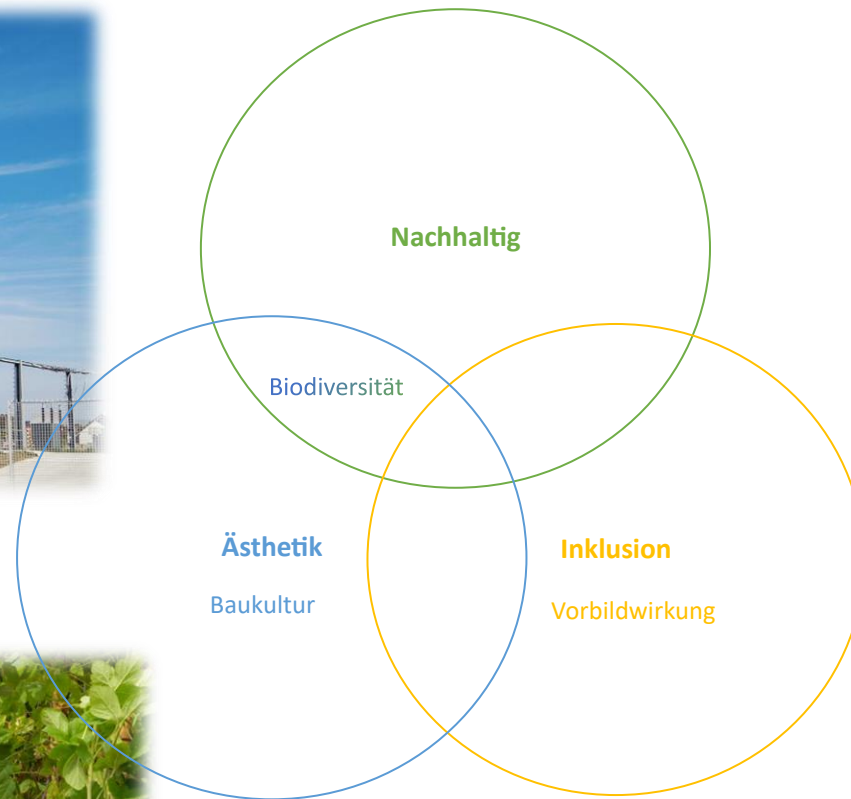 Nachhaltig
Biodiversität
Ästhetik
Inklusion
Baukultur
Vorbildwirkung